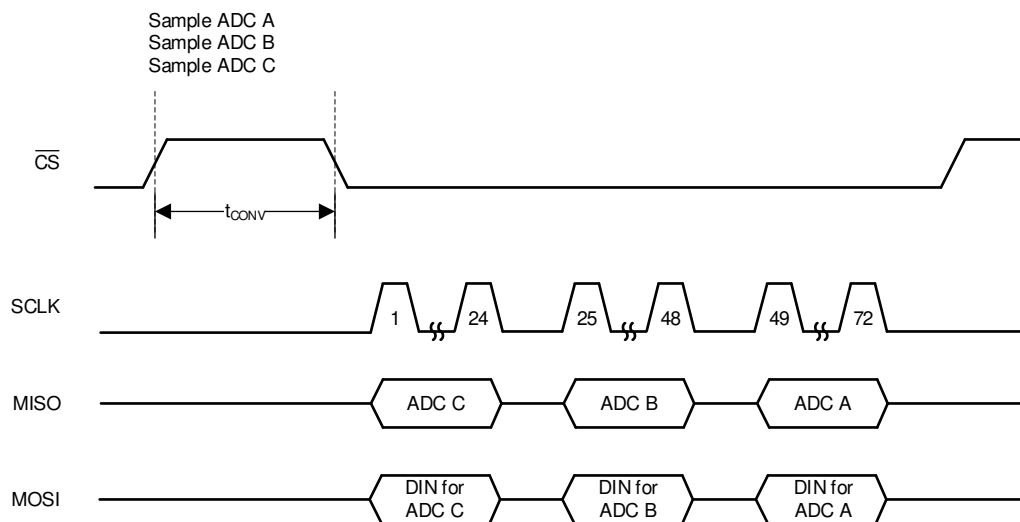 Sample ADC A
Sample ADC B
Sample ADC C
CS
tCONV
SCLK
1
24
25
48
49
72
MISO
ADC C
ADC B
ADC A
MOSI
DIN for
ADC C
DIN for
ADC B
DIN for
ADC A